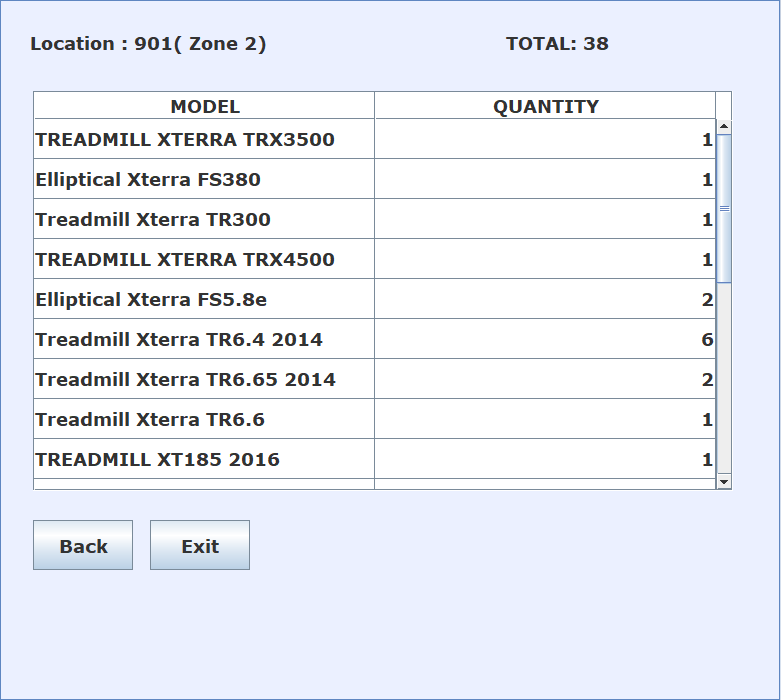 Location : 901( Zone 2) TOTAL: 38
MODEL QUANTITY
TREADMILL XTERRA TRX3500 1
Elliptical Xterra FS380 1
Treadmill Xterra TR300 1
TREADMILL XTERRA TRX4500 1
Elliptical Xterra FS5.8e 2
Treadmill Xterra TR6.4 2014 6
Treadmill Xterra TR6.65 2014 2
Treadmill Xterra TR6.6 1
TREADMILL XT185 2016 1
Back Exit